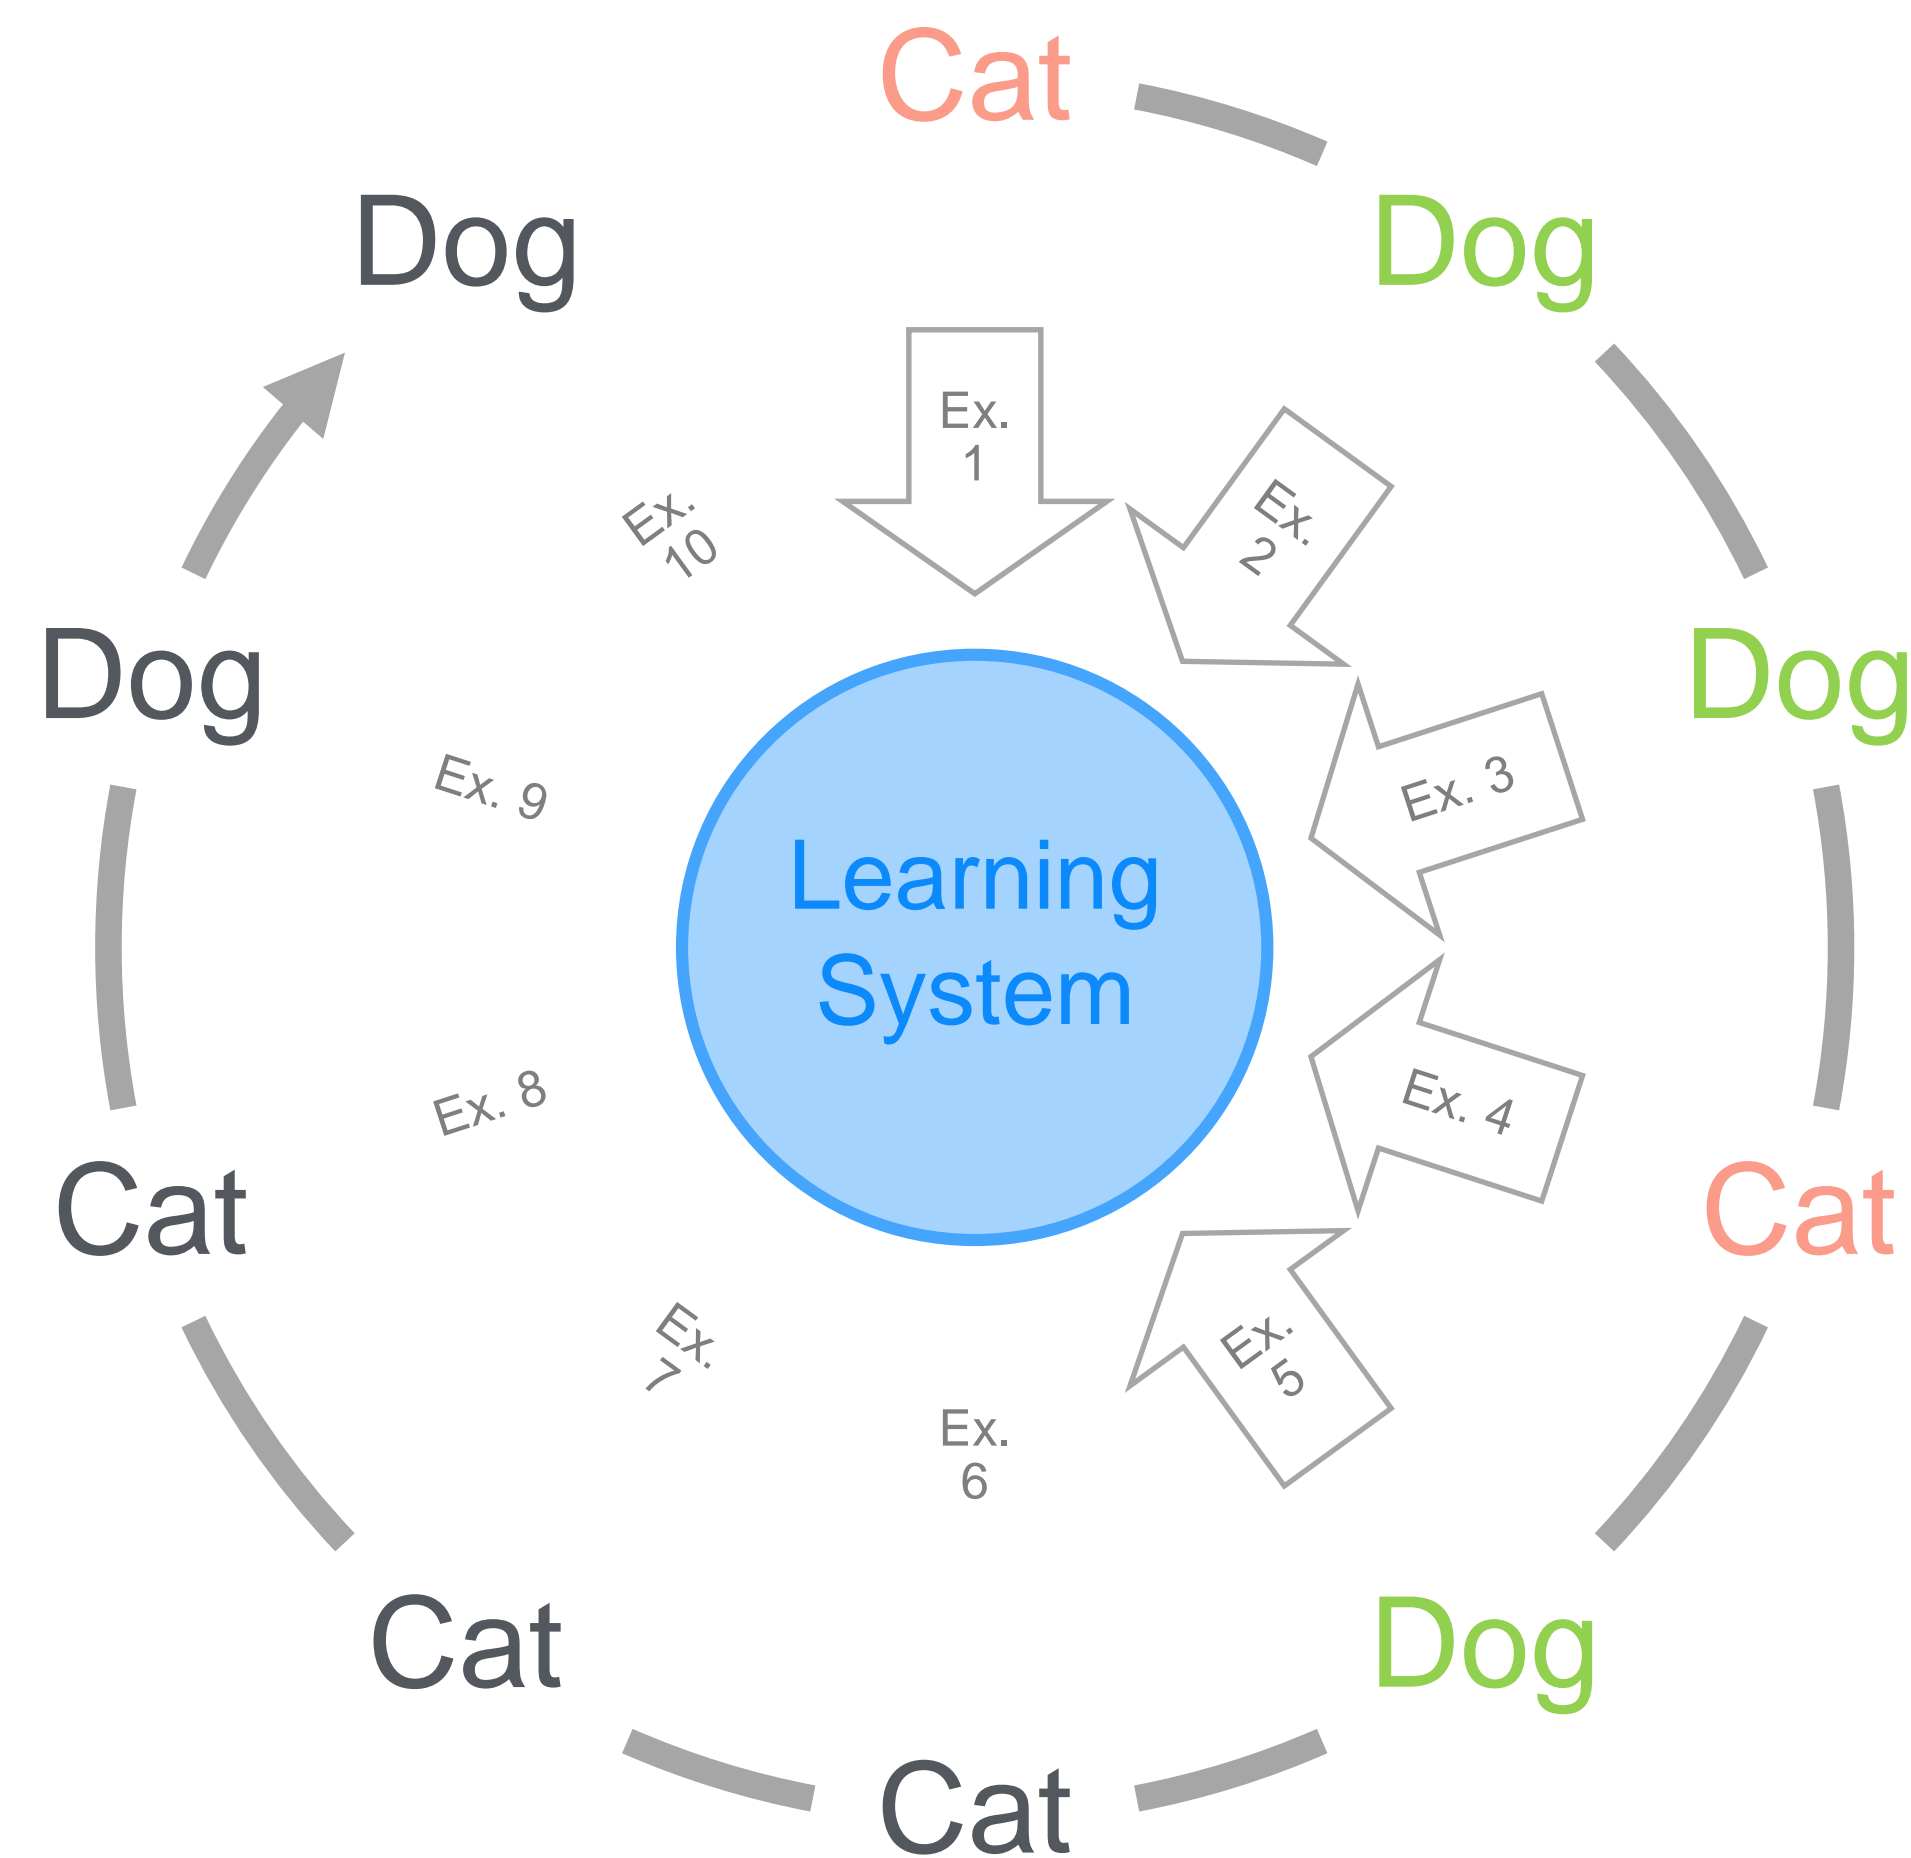 Cat
Dog
Dog
Cat
Dog
Cat
Cat
Cat
Dog
Dog
Ex.
1
Ex.
2
Ex. 3
Ex. 4
Ex.
5
Ex.
6
Ex.
7
Ex. 8
Ex. 9
Ex.
10
Learning
System